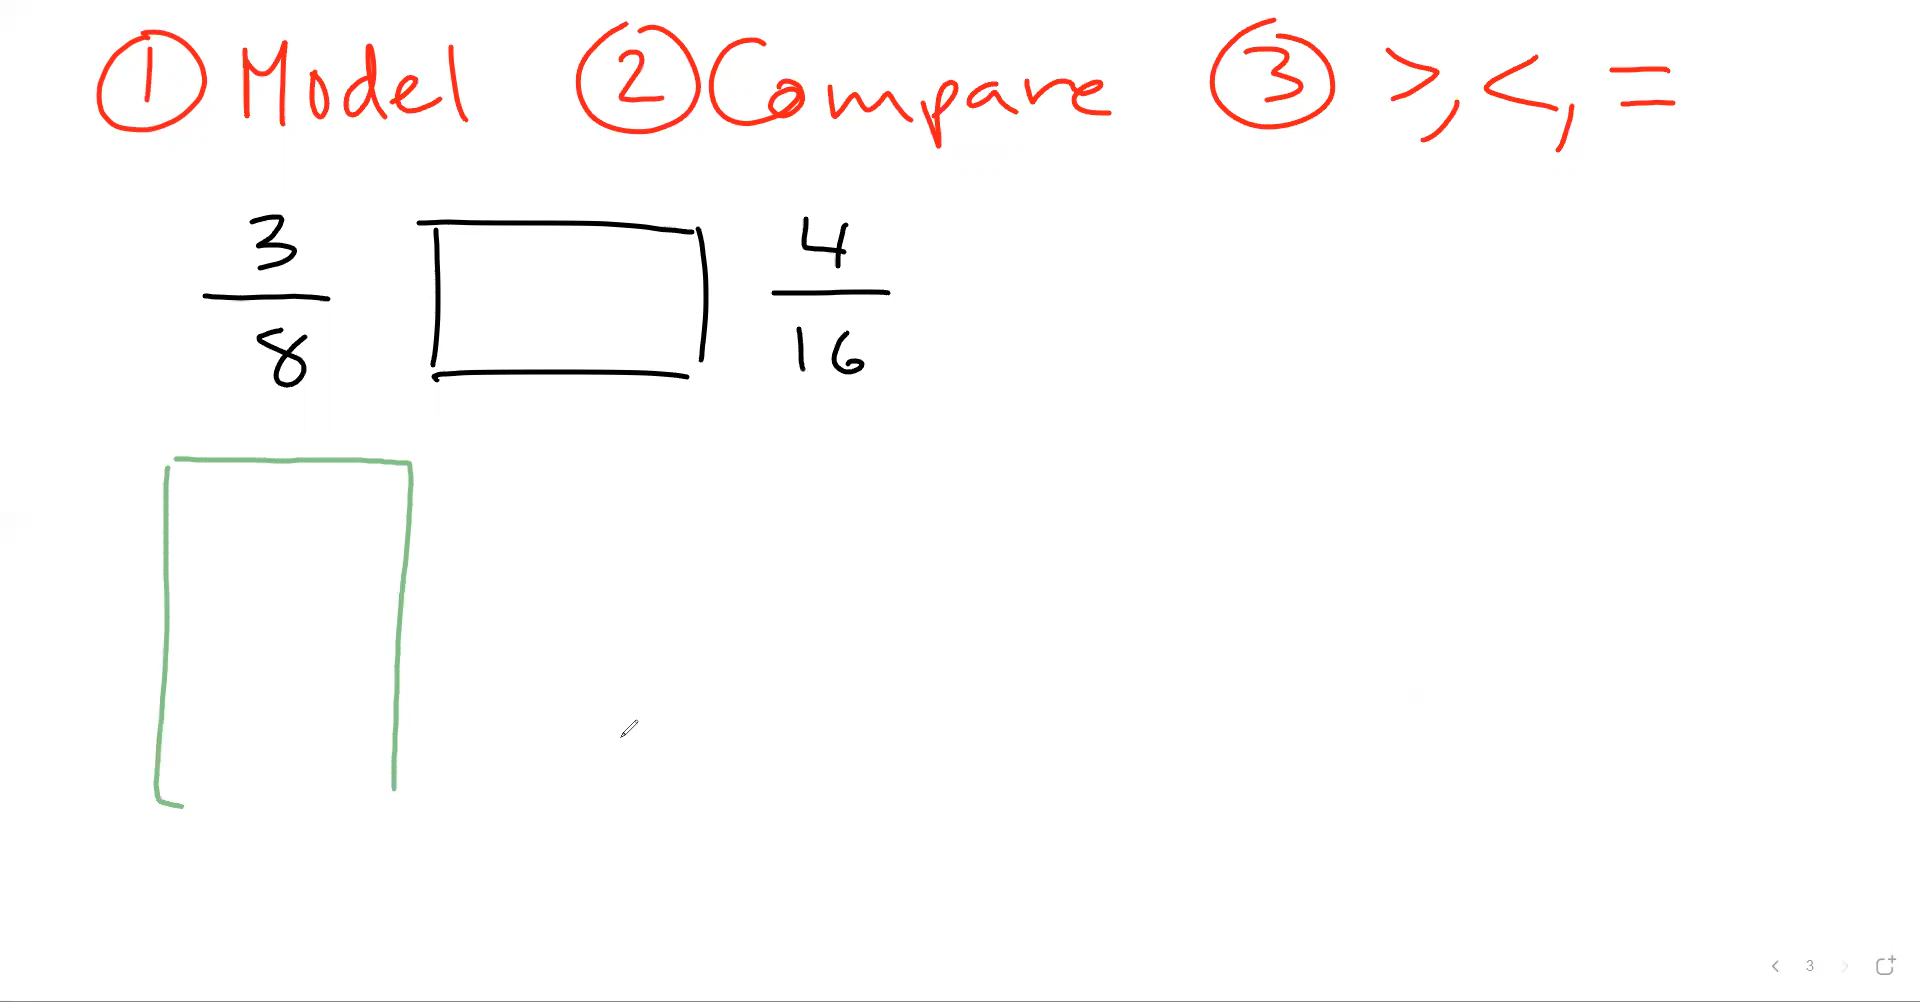 ① Model ② Compare ③ >, <, =
3 4
8 16
3